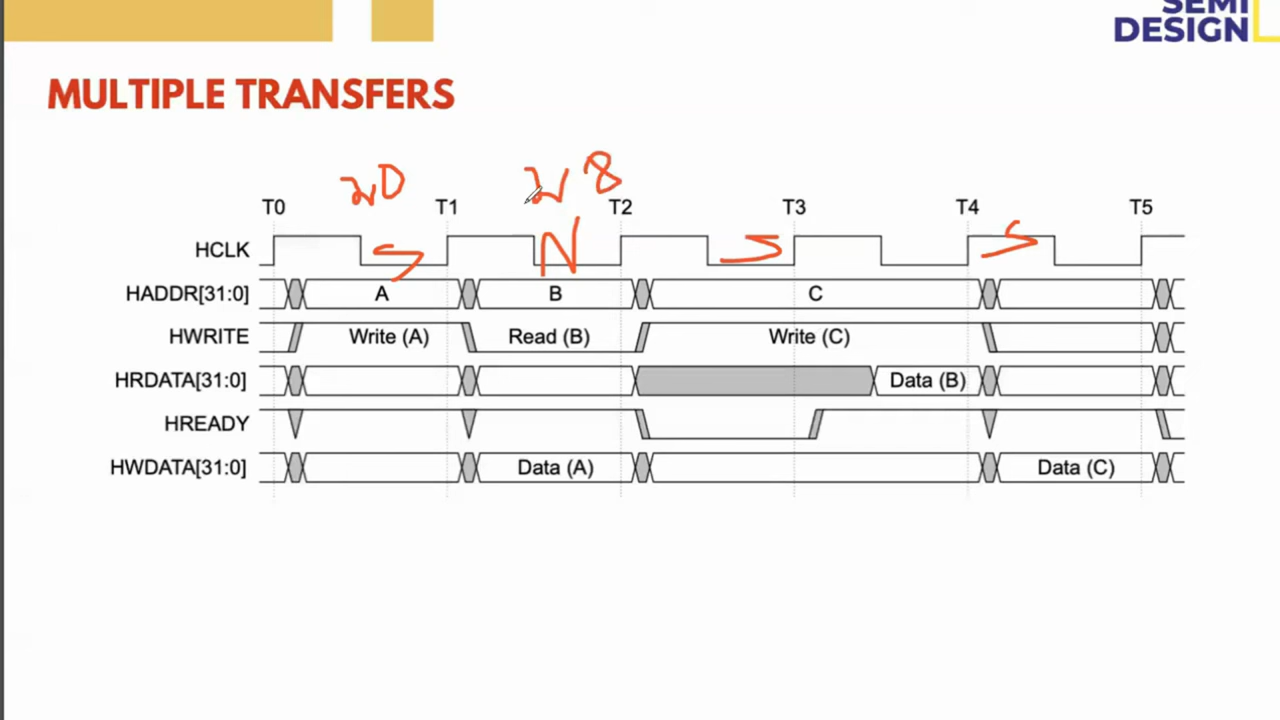 SEMI
DESIGN
MULTIPLE TRANSFERS
T0 T1 T2 T3 T4 T5
HCLK S N S S
HADDR[31:0] A B C
HWRITE Write (A) Read (B) Write (C)
HRDATA[31:0] Data (B)
HREADY
HWDATA[31:0] Data (A) Data (C)